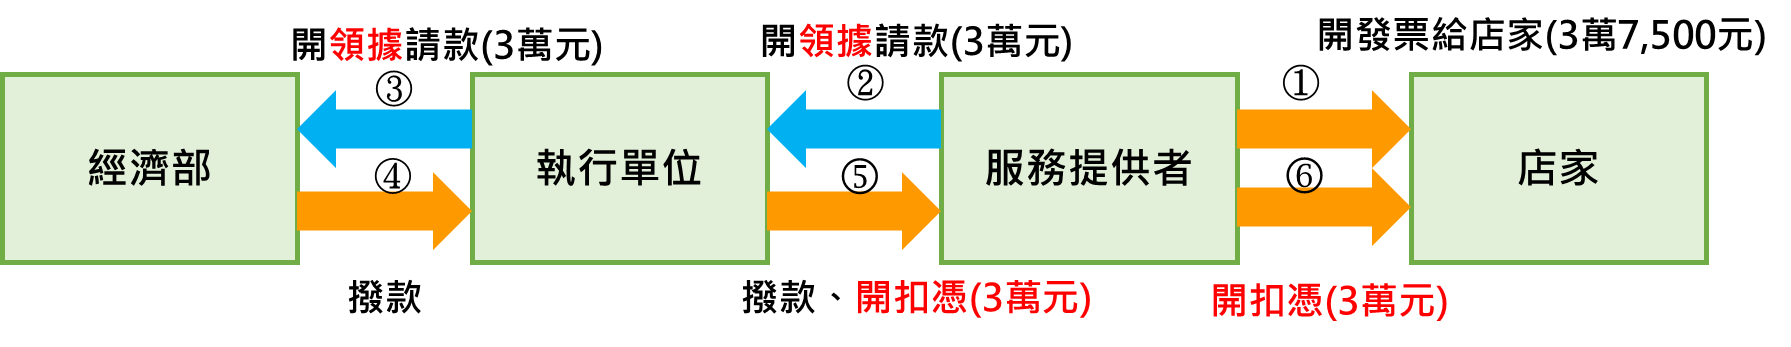 開領據請款(3萬元)
開領據請款(3萬元)
開發票給店家(3萬7,500元)
③
②
①
經濟部
執行單位
服務提供者
店家
④
⑤
⑥
撥款
撥款、開扣憑(3萬元)
開扣憑(3萬元)